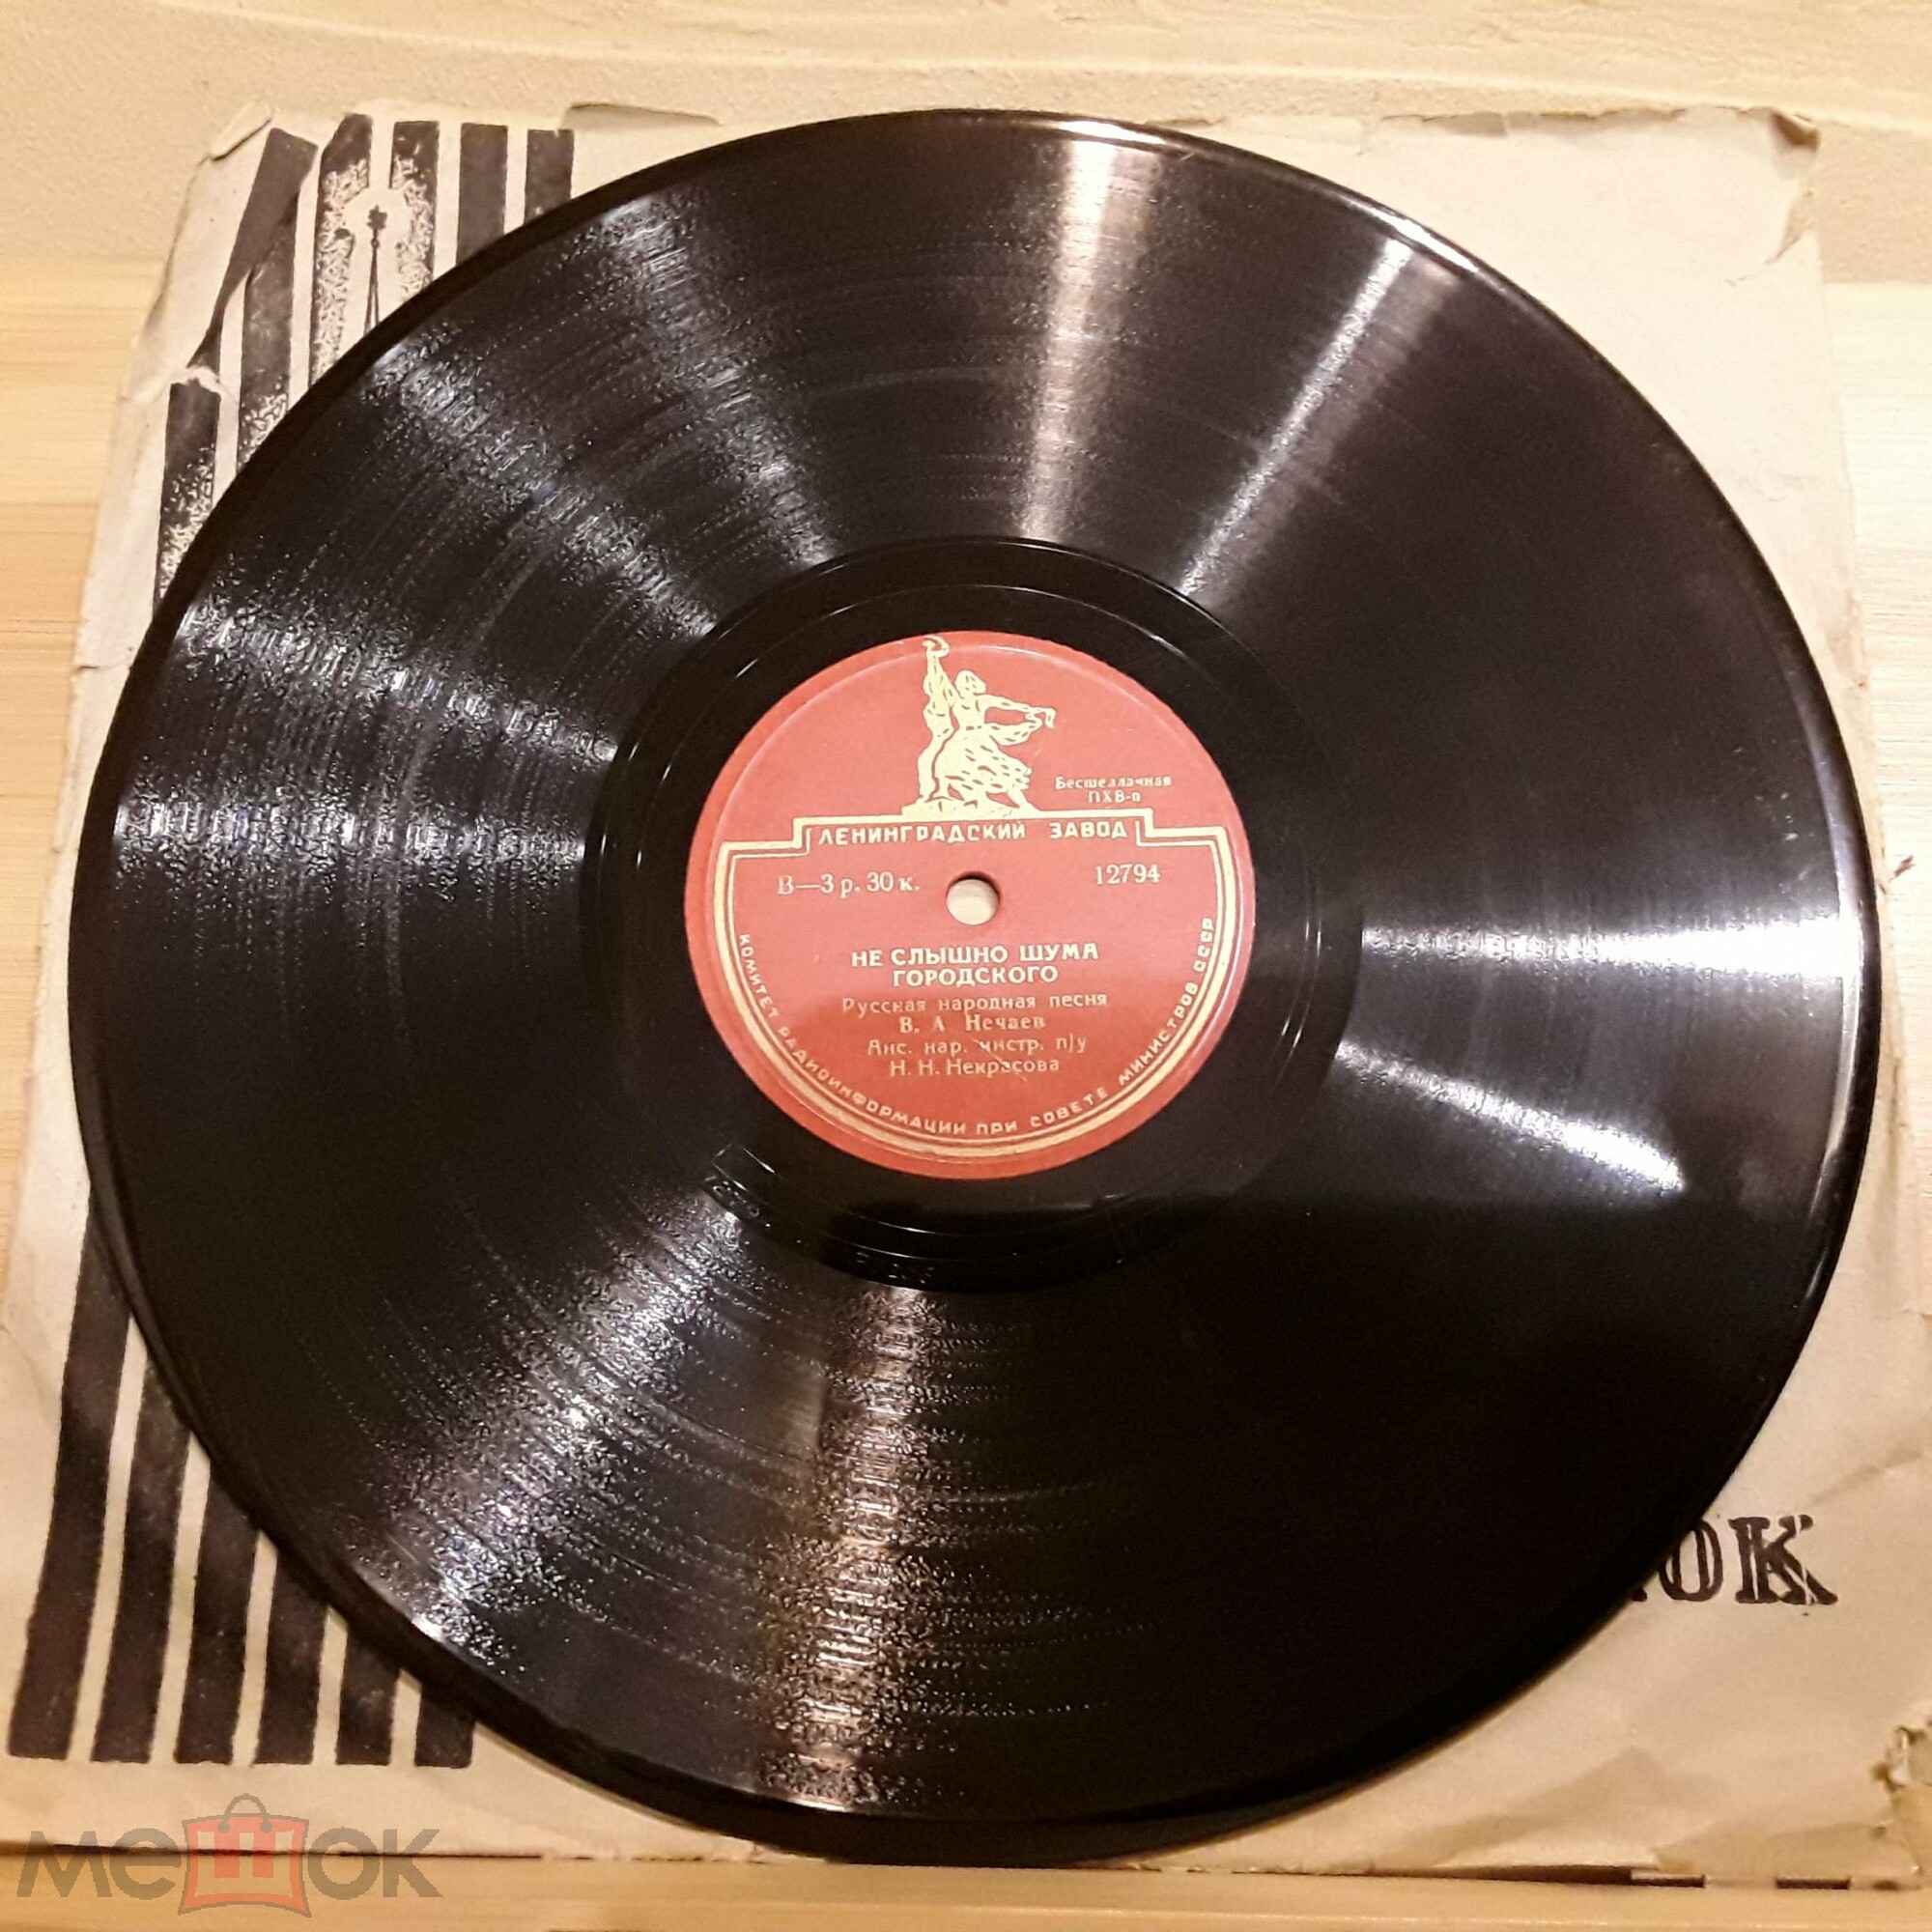 Бесшеллачная
ПХВ-п
ЛЕНИНГРАДСКИЙ ЗАВОД
В—3 р. 30 к. 12794
НЕ СЛЫШНО ШУМА
ГОРОДСКОГО
Русская народная песня
В. А Нечаев
Анс. нар. инстр. п/у
Н. Н. Некрасова
КОМИТЕТ РАДИОИНФОРМАЦИИ ПРИ СОВЕТЕ МИНИСТРОВ СССР
ОК
мешок